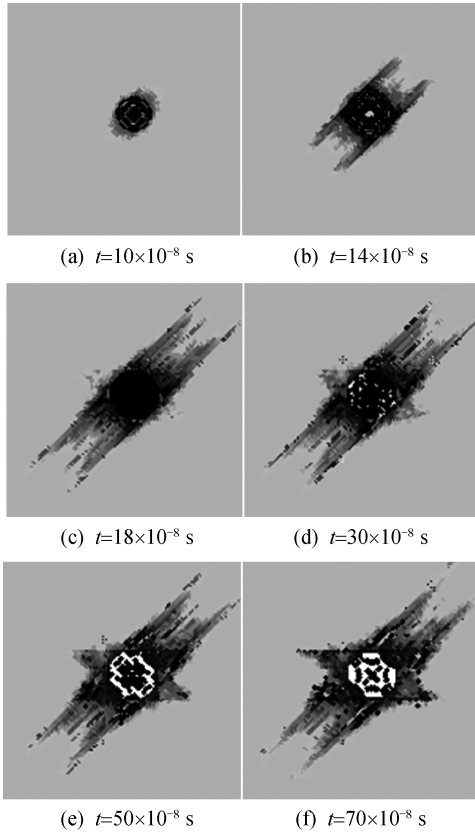 (a) t=10×10⁻⁸ s
(b) t=14×10⁻⁸ s
(c) t=18×10⁻⁸ s
(d) t=30×10⁻⁸ s
(e) t=50×10⁻⁸ s
(f) t=70×10⁻⁸ s